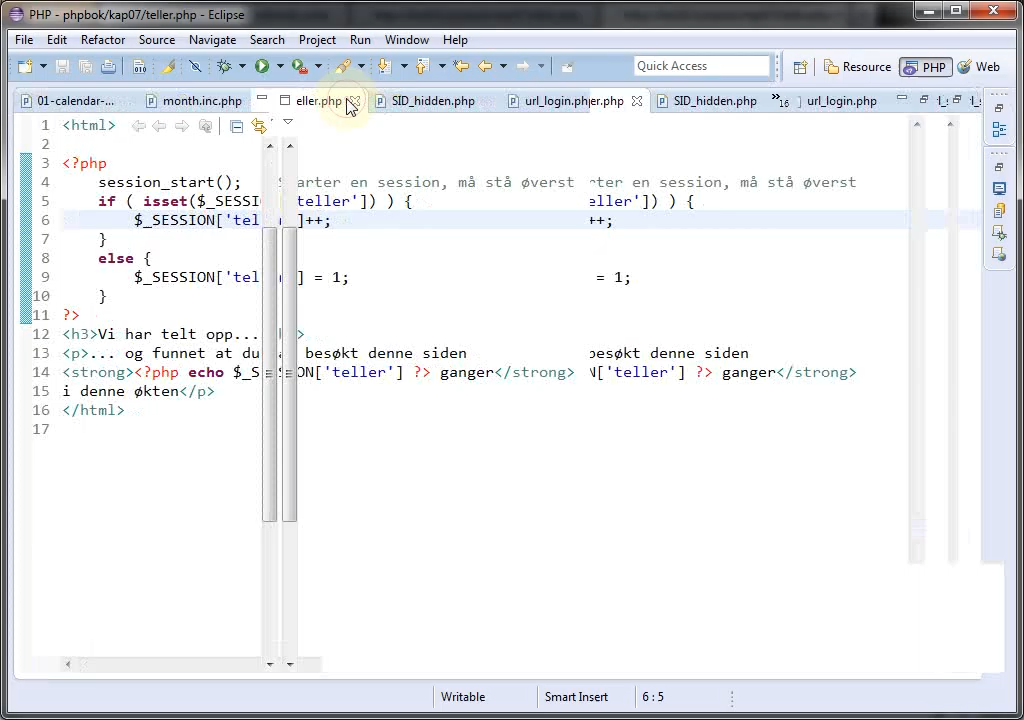 PHP - phpbok/kap07/teller.php - Eclipse
File Edit Refactor Source Navigate Search Project Run Window Help
Quick Access Resource PHP Web
01-calendar-... month.inc.php eller.php SID_hidden.php url_login.pher.php SID_hidden.php »16 url_login.php
1 <html>
2
3 <?php
4 session_start(); starter en session, må stå øverst rter en session, må stå øverst
5 if ( isset($_SESSI teller']) ) { eller']) ) {
6 $_SESSION['tel ]++; ++;
7 }
8 else {
9 $_SESSION['tel ] = 1; = 1;
10 }
11 ?>
12 <h3>Vi har telt opp... >
13 <p>... og funnet at du besøkt denne siden besøkt denne siden
14 <strong><?php echo $_S ON['teller'] ?> ganger</strong> N['teller'] ?> ganger</strong>
15 i denne økten</p>
16 </html>
17
Writable Smart Insert 6 : 5